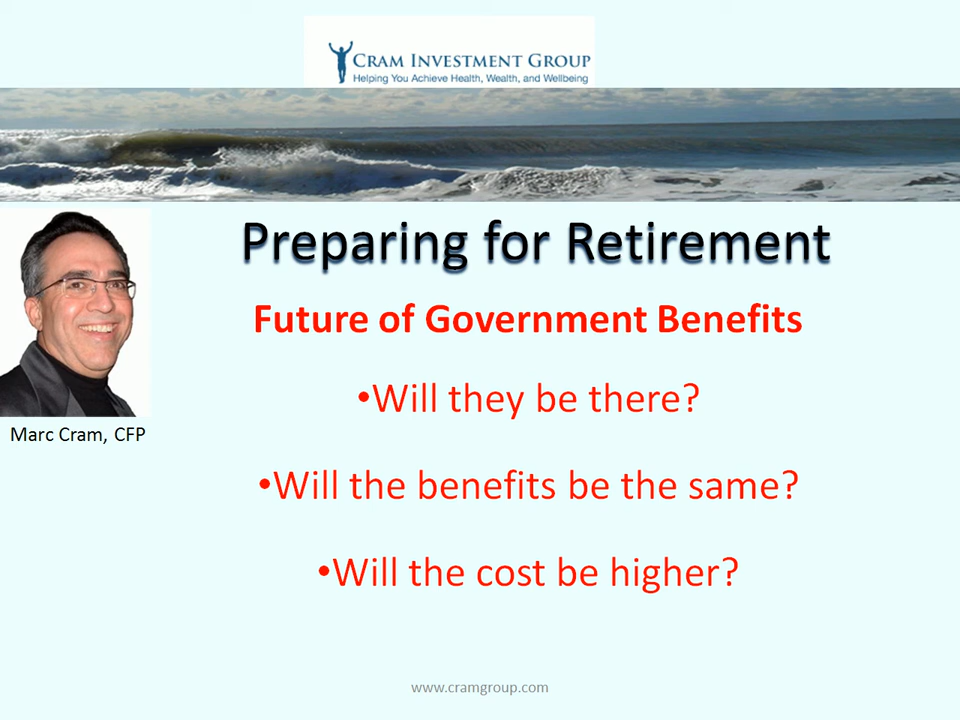 CRAM INVESTMENT GROUP
Helping You Achieve Health, Wealth, and Wellbeing
Preparing for Retirement
Future of Government Benefits
•Will they be there?
Marc Cram, CFP
•Will the benefits be the same?
•Will the cost be higher?
www.cramgroup.com